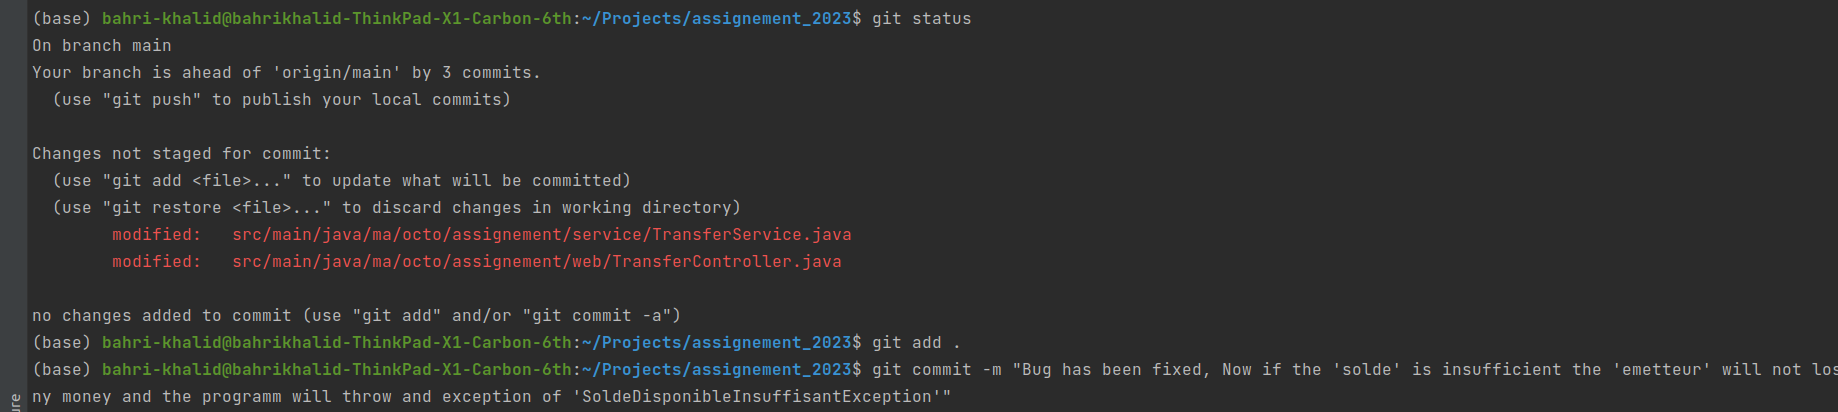 (base) bahri-khalid@bahrikhalid-ThinkPad-X1-Carbon-6th:~/Projects/assignement_2023$ git status
On branch main
Your branch is ahead of 'origin/main' by 3 commits.
  (use "git push" to publish your local commits)
Changes not staged for commit:
  (use "git add <file>..." to update what will be committed)
  (use "git restore <file>..." to discard changes in working directory)
        modified:   src/main/java/ma/octo/assignement/service/TransferService.java
        modified:   src/main/java/ma/octo/assignement/web/TransferController.java
no changes added to commit (use "git add" and/or "git commit -a")
(base) bahri-khalid@bahrikhalid-ThinkPad-X1-Carbon-6th:~/Projects/assignement_2023$ git add .
(base) bahri-khalid@bahrikhalid-ThinkPad-X1-Carbon-6th:~/Projects/assignement_2023$ git commit -m "Bug has been fixed, Now if the 'solde' is insufficient the 'emetteur' will not los
ny money and the programm will throw and exception of 'SoldeDisponibleInsuffisantException'"
ure